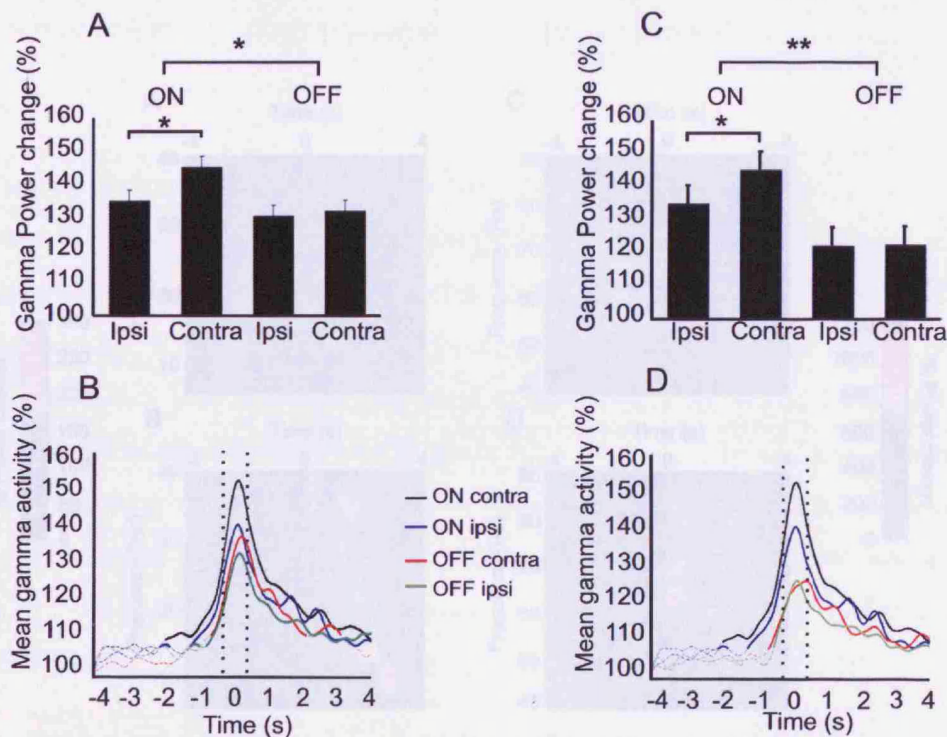 A
*
ON OFF
*
Gamma Power change (%)
160
150
140
130
120
110
100
Ipsi Contra Ipsi Contra
C
**
ON OFF
*
Gamma Power change (%)
160
150
140
130
120
110
100
Ipsi Contra Ipsi Contra
B
Mean gamma activity (%)
160
150
140
130
120
110
100
-4 -3 -2 -1 0 1 2 3 4
Time (s)
ON contra
ON ipsi
OFF contra
OFF ipsi
D
Mean gamma activity (%)
160
150
140
130
120
110
100
-4 -3 -2 -1 0 1 2 3 4
Time (s)